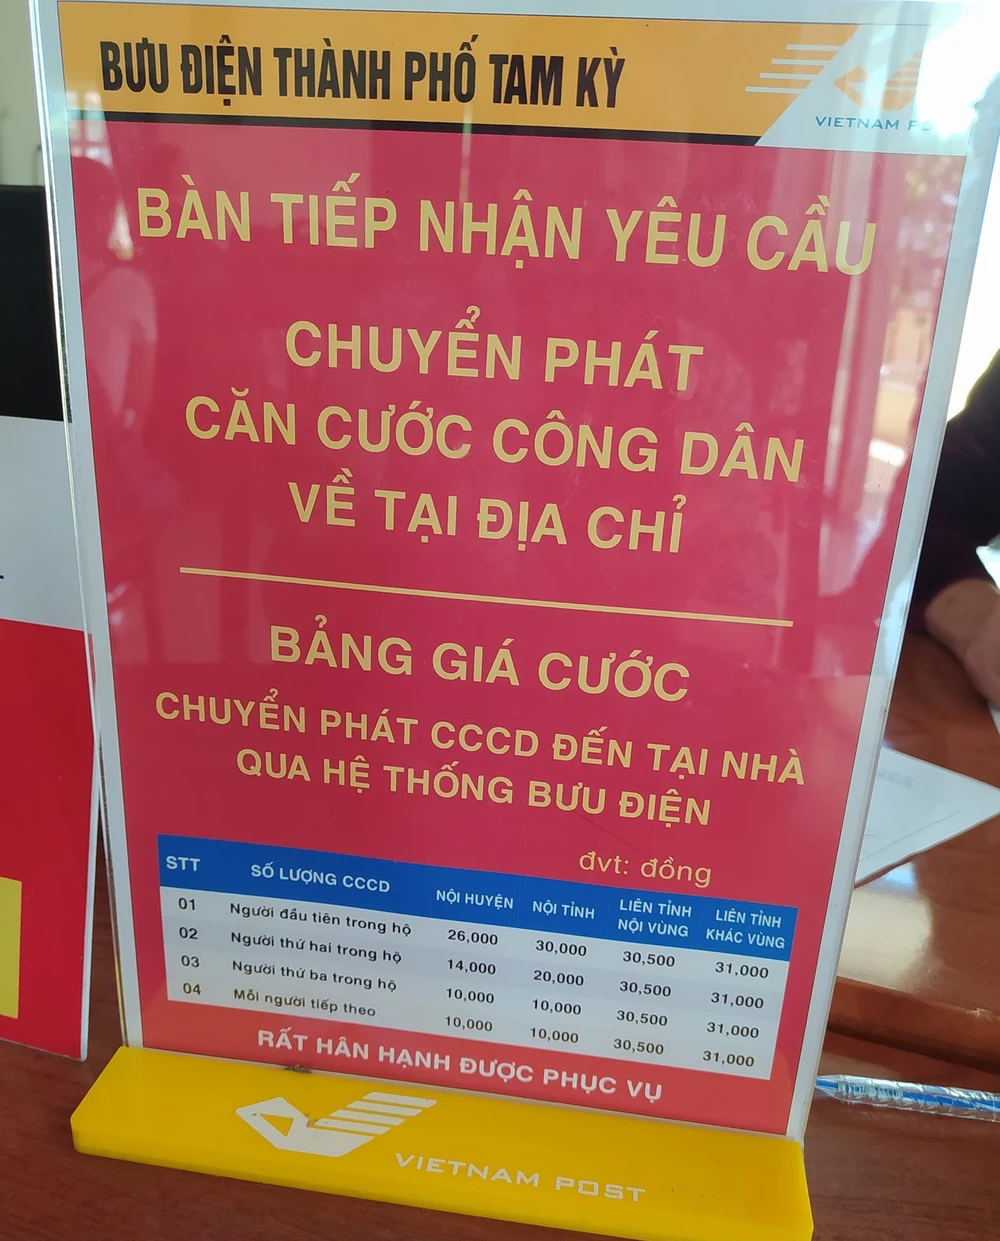 BƯU ĐIỆN THÀNH PHỐ TAM KỲ
VIETNAM
BÀN TIẾP NHẬN YÊU CẦU
CHUYỂN PHÁT
CĂN CƯỚC CÔNG DÂN
VỀ TẠI ĐỊA CHỈ
BẢNG GIÁ CƯỚC
CHUYỂN PHÁT CCCD ĐẾN TẠI NHÀ
QUA HỆ THỐNG BƯU ĐIỆN
đvt: đồng
STT SỐ LƯỢNG CCCD NỘI HUYỆN NỘI TỈNH LIÊN TỈNH NỘI VÙNG LIÊN TỈNH KHÁC VÙNG
01 Người đầu tiên trong hộ 26,000 30,000 30,500 31,000
02 Người thứ hai trong hộ 14,000 20,000 30,500 31,000
03 Người thứ ba trong hộ 10,000 10,000 30,500 31,000
04 Mỗi người tiếp theo 10,000 10,000 30,500 31,000
RẤT HÂN HẠNH ĐƯỢC PHỤC VỤ
VIETNAM POST